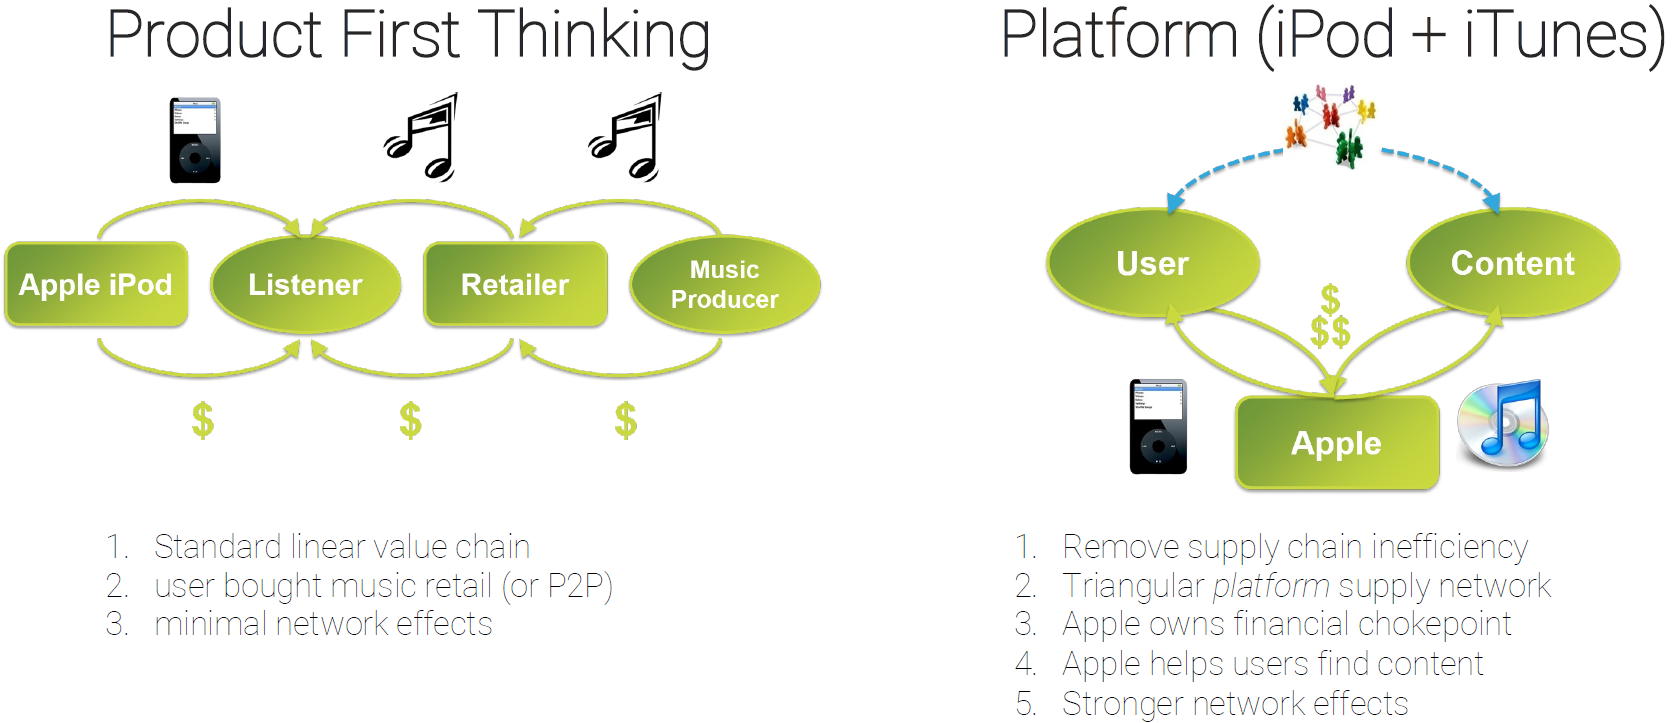 Product First Thinking
Apple iPod
Listener
Retailer
Music
Producer
$
$
$
1. Standard linear value chain
2. user bought music retail (or P2P)
3. minimal network effects
Platform (iPod + iTunes)
User
Content
$
$$
Apple
1. Remove supply chain inefficiency
2. Triangular platform supply network
3. Apple owns financial chokepoint
4. Apple helps users find content
5. Stronger network effects